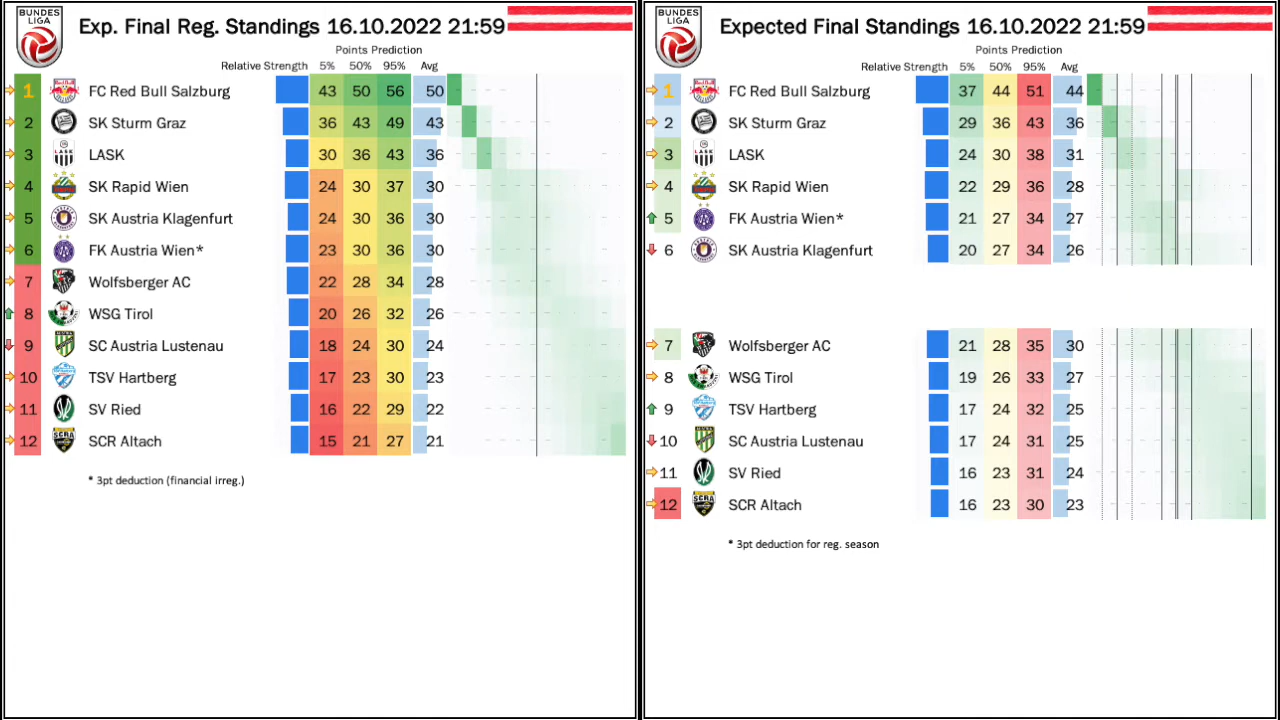 BUNDES
LIGA
Exp. Final Reg. Standings 16.10.2022 21:59
Points Prediction
Relative Strength 5% 50% 95% Avg
1 FC Red Bull Salzburg 43 50 56 50
2 SK Sturm Graz 36 43 49 43
3 LASK 30 36 43 36
4 SK Rapid Wien 24 30 37 30
5 SK Austria Klagenfurt 24 30 36 30
6 FK Austria Wien* 23 30 36 30
7 Wolfsberger AC 22 28 34 28
8 WSG Tirol 20 26 32 26
9 SC Austria Lustenau 18 24 30 24
10 TSV Hartberg 17 23 30 23
11 SV Ried 16 22 29 22
12 SCR Altach 15 21 27 21
* 3pt deduction (financial irreg.)
BUNDES
LIGA
Expected Final Standings 16.10.2022 21:59
Points Prediction
Relative Strength 5% 50% 95% Avg
1 FC Red Bull Salzburg 37 44 51 44
2 SK Sturm Graz 29 36 43 36
3 LASK 24 30 38 31
4 SK Rapid Wien 22 29 36 28
5 FK Austria Wien* 21 27 34 27
6 SK Austria Klagenfurt 20 27 34 26
7 Wolfsberger AC 21 28 35 30
8 WSG Tirol 19 26 33 27
9 TSV Hartberg 17 24 32 25
10 SC Austria Lustenau 17 24 31 25
11 SV Ried 16 23 31 24
12 SCR Altach 16 23 30 23
* 3pt deduction for reg. season